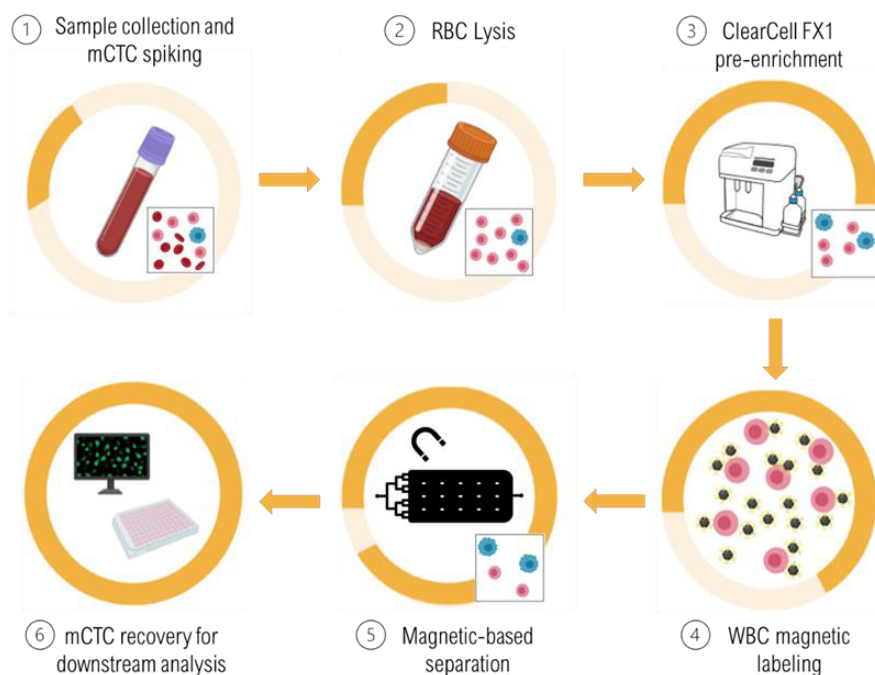 1 Sample collection and
mCTC spiking
2 RBC Lysis
3 ClearCell FX1
pre-enrichment
6 mCTC recovery for
downstream analysis
5 Magnetic-based
separation
4 WBC magnetic
labeling